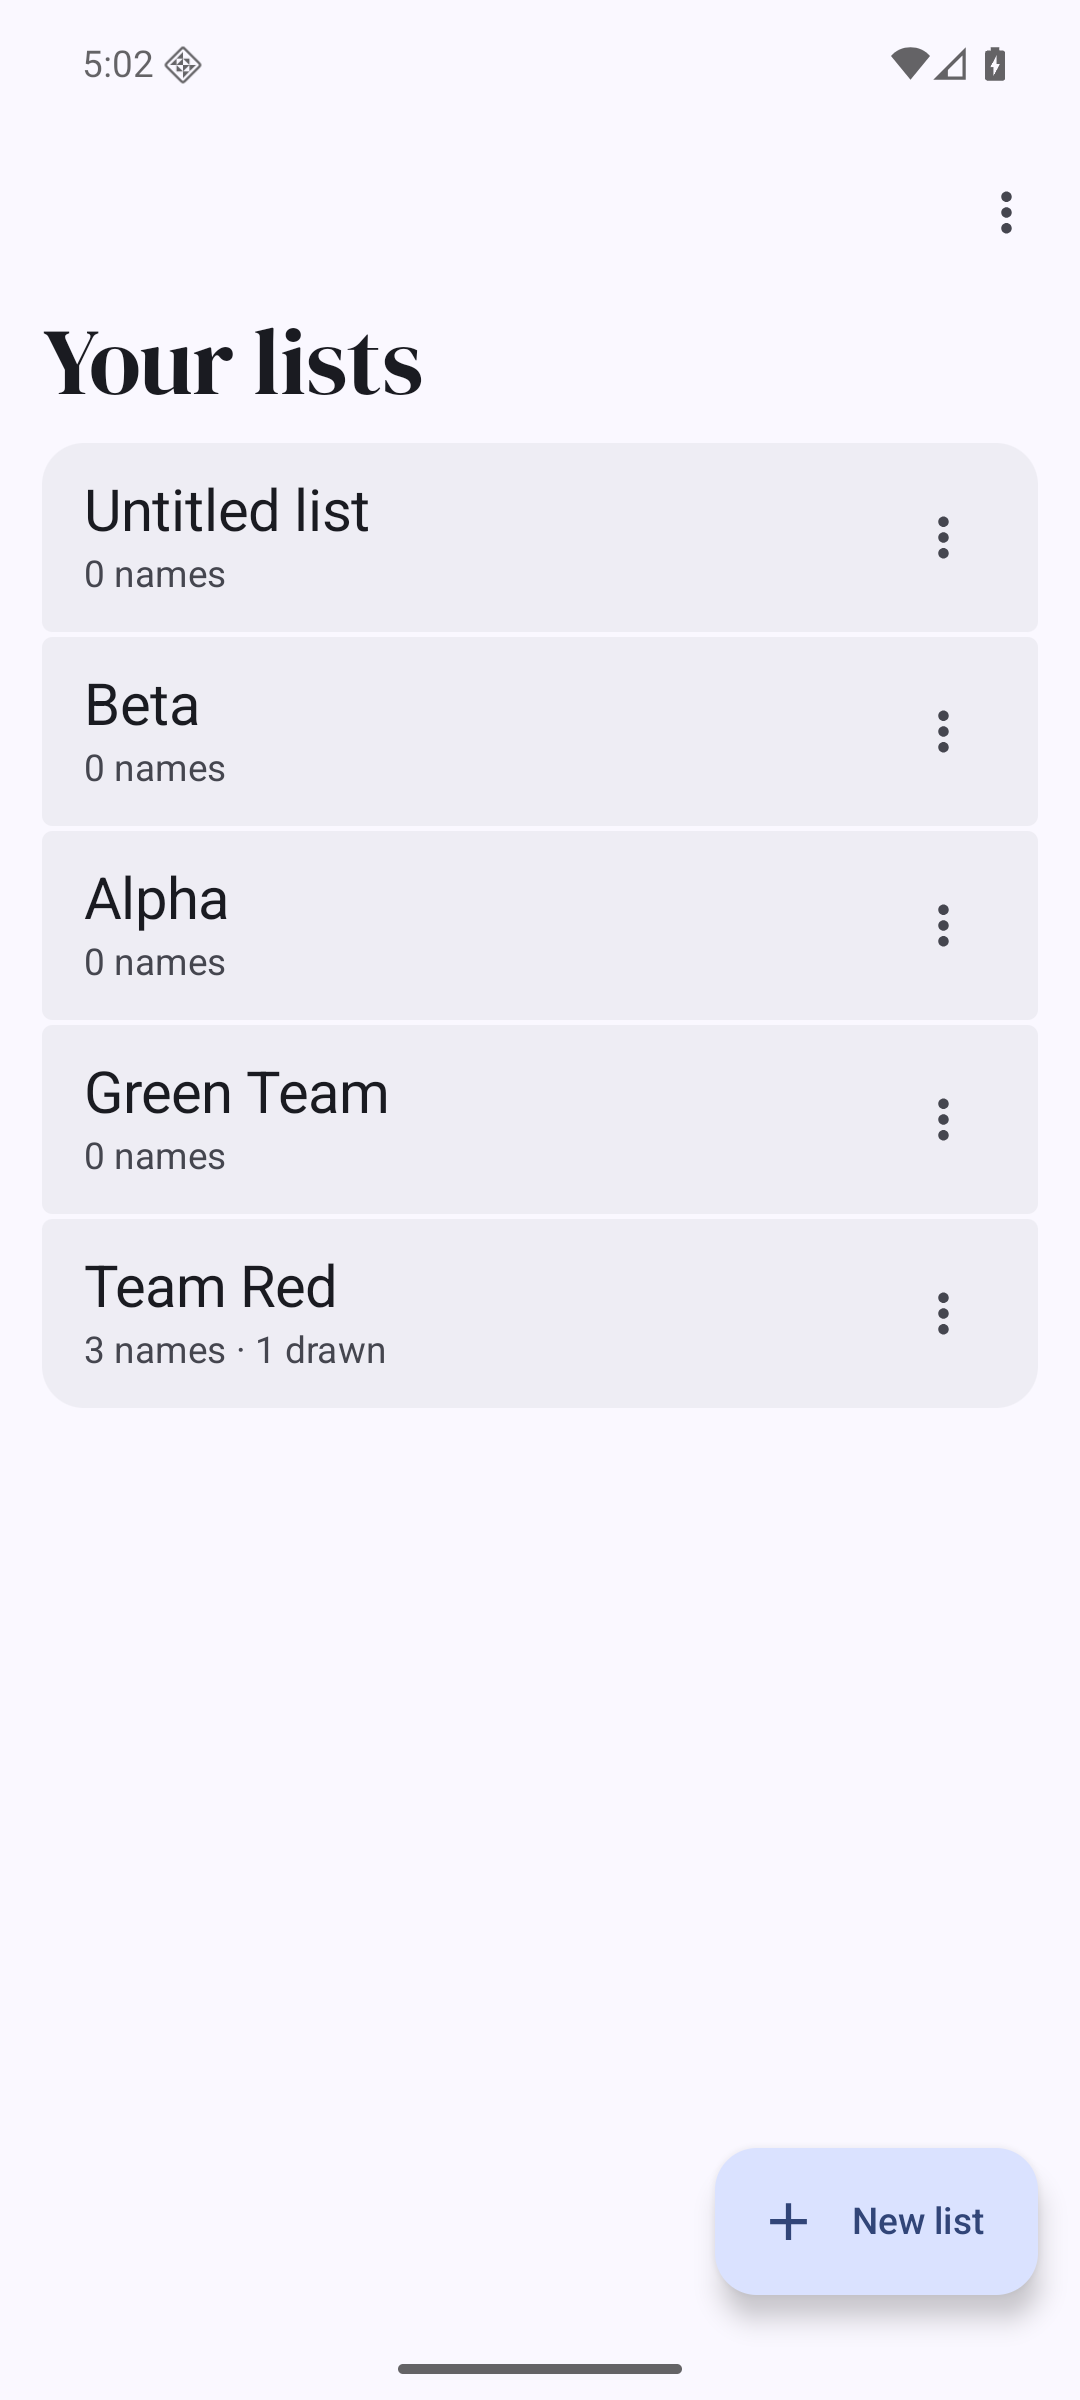 5:02
Your lists
Untitled list
0 names
Beta
0 names
Alpha
0 names
Green Team
0 names
Team Red
3 names · 1 drawn
New list